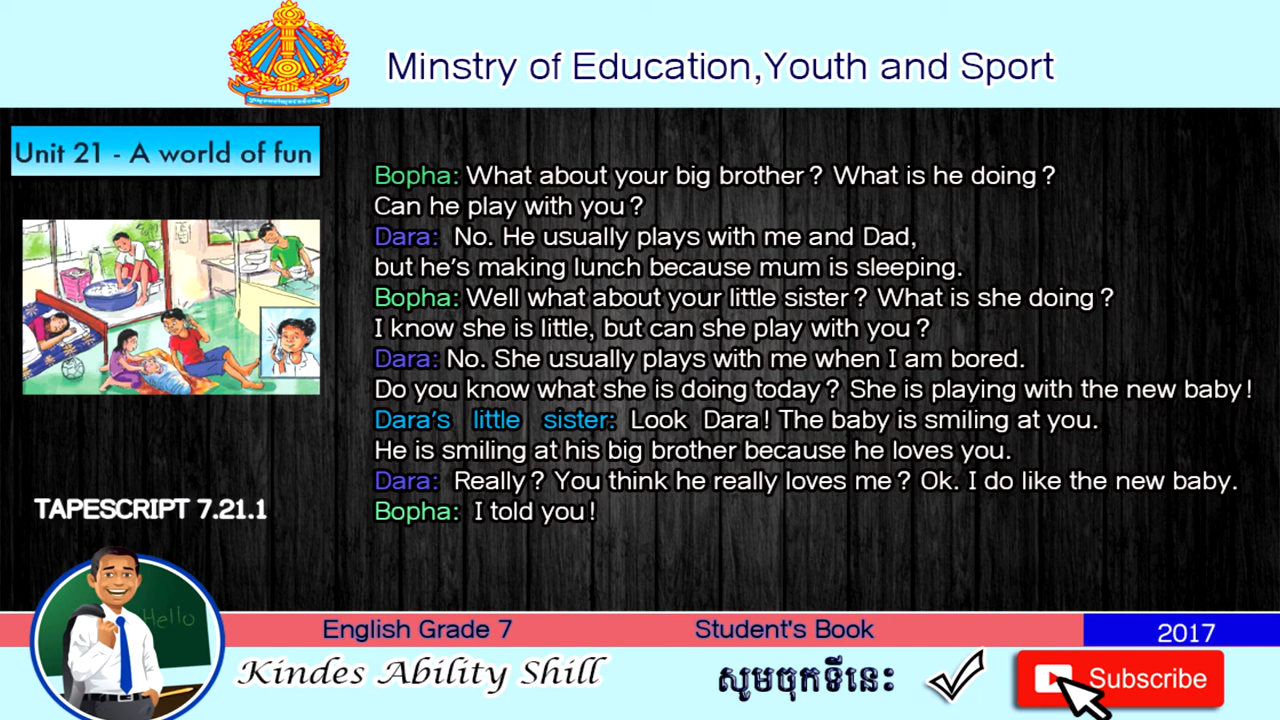 Minstry of Education,Youth and Sport
Unit 21 - A world of fun
Bopha: What about your big brother? What is he doing?
Can he play with you?
Dara: No. He usually plays with me and Dad,
but he's making lunch because mum is sleeping.
Bopha: Well what about your little sister? What is she doing?
I know she is little, but can she play with you?
Dara: No. She usually plays with me when I am bored.
Do you know what she is doing today? She is playing with the new baby!
Dara's little sister: Look Dara! The baby is smiling at you.
He is smiling at his big brother because he loves you.
Dara: Really? You think he really loves me? Ok. I do like the new baby.
Bopha: I told you!
TAPESCRIPT 7.21.1
Hello
English Grade 7
Student's Book
2017
Kindes Ability Shill
សូមចុកទីនេះ
Subscribe